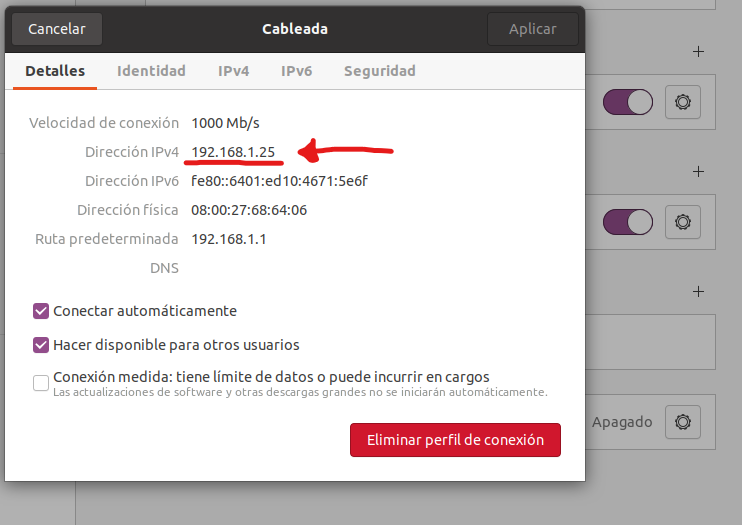 Cancelar
Cableada
Aplicar
Detalles
Identidad
IPv4
IPv6
Seguridad
Velocidad de conexión 1000 Mb/s
Dirección IPv4 192.168.1.25
Dirección IPv6 fe80::6401:ed10:4671:5e6f
Dirección física 08:00:27:68:64:06
Ruta predeterminada 192.168.1.1
DNS
Conectar automáticamente
Hacer disponible para otros usuarios
Conexión medida: tiene límite de datos o puede incurrir en cargos
Las actualizaciones de software y otras descargas grandes no se iniciarán automáticamente.
Apagado
Eliminar perfil de conexión